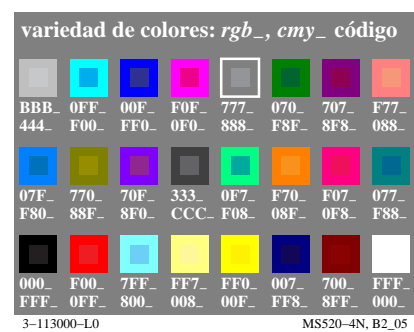 variedad de colores: rgb_, cmy_ código
BBB_ 0FF_ 00F_ F0F_ 777_ 070_ 707_ F77_
444_ F00_ FF0_ 0F0_ 888_ F8F_ 8F8_ 088_
07F_ 770_ 70F_ 333_ 0F7_ F70_ F07_ 077_
F80_ 88F_ 8F0_ CCC_ F08_ 08F_ 0F8_ F88_
000_ F00_ 7FF_ FF7_ FF0_ 007_ 700_ FFF_
FFF_ 0FF_ 800_ 008_ 00F_ FF8_ 8FF_ 000_
3-113000-L0 MS520-4N, B2_05